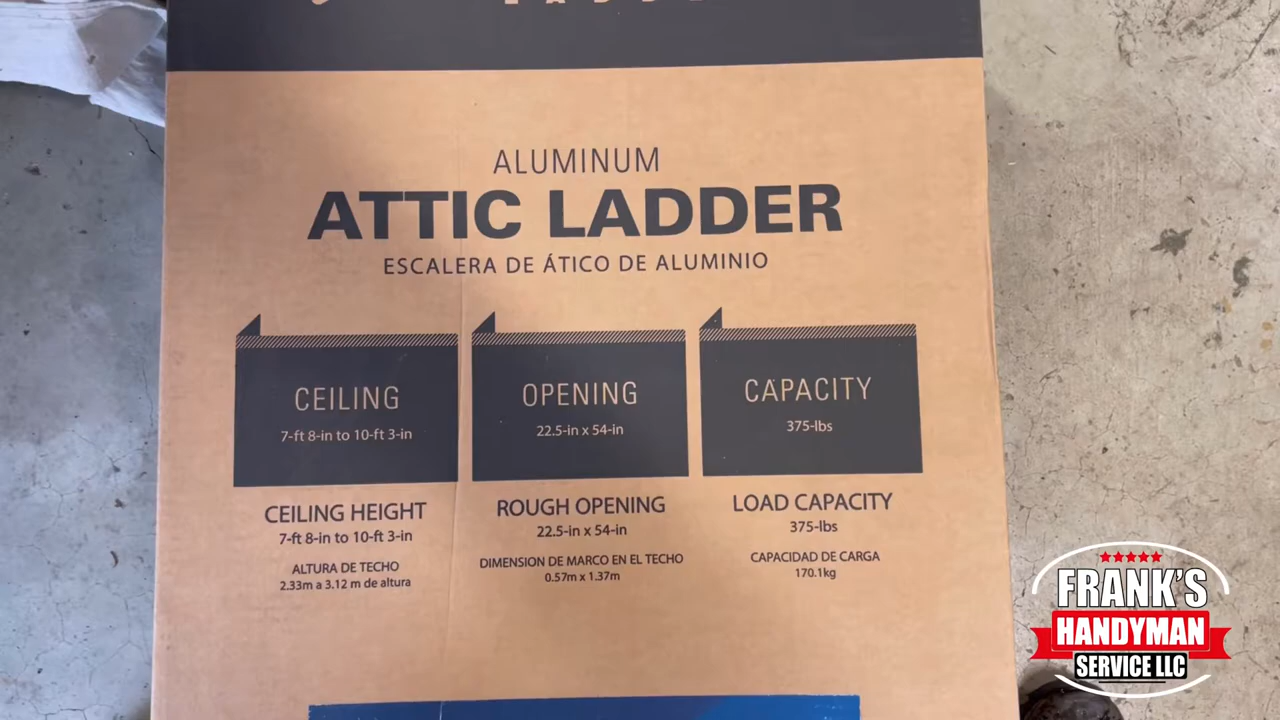 ALUMINUM
ATTIC LADDER
ESCALERA DE ÁTICO DE ALUMINIO
CEILING
7-ft 8-in to 10-ft 3-in
OPENING
22.5-in x 54-in
CAPACITY
375-lbs
CEILING HEIGHT
7-ft 8-in to 10-ft 3-in
ALTURA DE TECHO
2.33m a 3.12 m de altura
ROUGH OPENING
22.5-in x 54-in
DIMENSION DE MARCO EN EL TECHO
0.57m x 1.37m
LOAD CAPACITY
375-lbs
CAPACIDAD DE CARGA
170.1kg
FRANK'S
HANDYMAN
SERVICE LLC